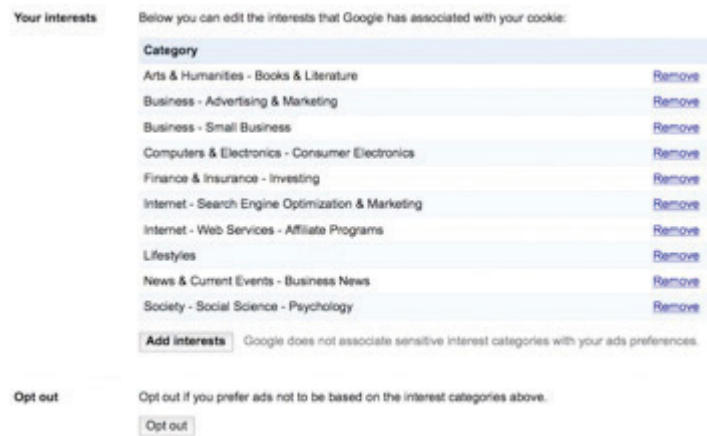 Your interests Below you can edit the interests that Google has associated with your cookie:
Category
Arts & Humanities - Books & Literature Remove
Business - Advertising & Marketing Remove
Business - Small Business Remove
Computers & Electronics - Consumer Electronics Remove
Finance & Insurance - Investing Remove
Internet - Search Engine Optimization & Marketing Remove
Internet - Web Services - Affiliate Programs Remove
Lifestyles Remove
News & Current Events - Business News Remove
Society - Social Science - Psychology Remove
Add interests Google does not associate sensitive interest categories with your ads preferences.
Opt out Opt out if you prefer ads not to be based on the interest categories above.
Opt out